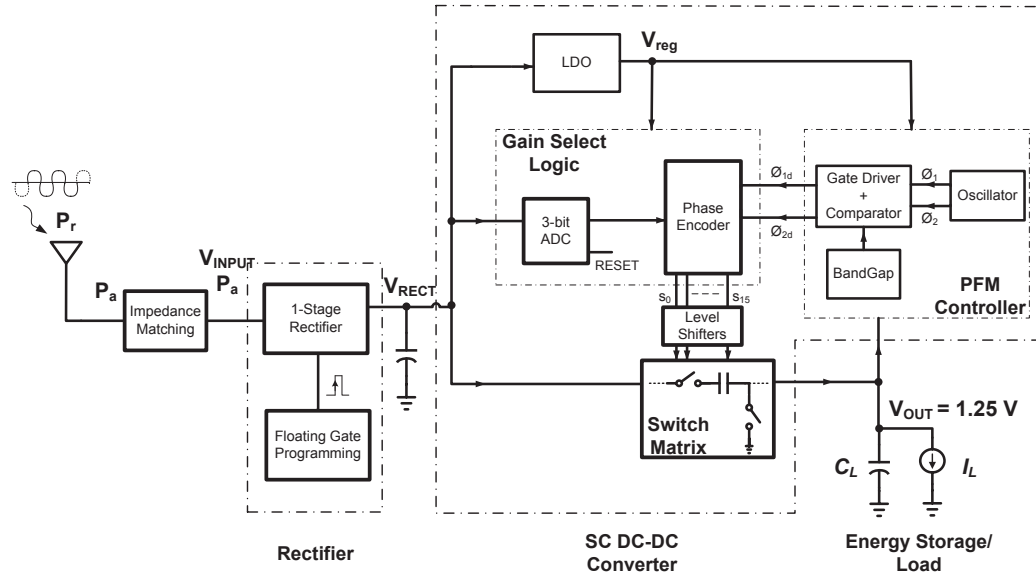 LDO
V_reg
Gain Select
Logic
3-bit
ADC
RESET
Phase
Encoder
Ø_1d
Ø_2d
Gate Driver
+
Comparator
Ø_1
Ø_2
Oscillator
BandGap
PFM
Controller
P_r
P_a
Impedance
Matching
V_INPUT
P_a
1-Stage
Rectifier
V_RECT
Floating Gate
Programming
s_0
s_15
Level
Shifters
Switch
Matrix
V_OUT = 1.25 V
C_L
I_L
Rectifier
SC DC-DC
Converter
Energy Storage/
Load